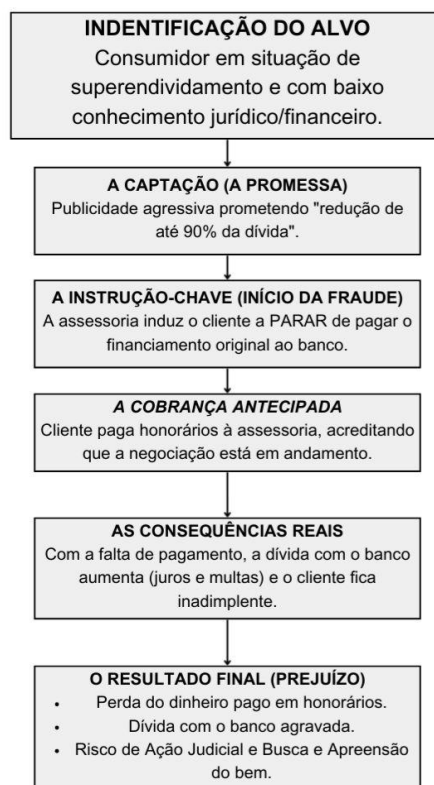 INDENTIFICAÇÃO DO ALVO
Consumidor em situação de
superendividamento e com baixo
conhecimento jurídico/financeiro.
A CAPTAÇÃO (A PROMESSA)
Publicidade agressiva prometendo "redução de
até 90% da dívida".
A INSTRUÇÃO-CHAVE (INÍCIO DA FRAUDE)
A assessoria induz o cliente a PARAR de pagar o
financiamento original ao banco.
A COBRANÇA ANTECIPADA
Cliente paga honorários à assessoria, acreditando
que a negociação está em andamento.
AS CONSEQUÊNCIAS REAIS
Com a falta de pagamento, a dívida com o banco
aumenta (juros e multas) e o cliente fica
inadimplente.
O RESULTADO FINAL (PREJUÍZO)
• Perda do dinheiro pago em honorários.
• Dívida com o banco agravada.
• Risco de Ação Judicial e Busca e Apreensão
do bem.